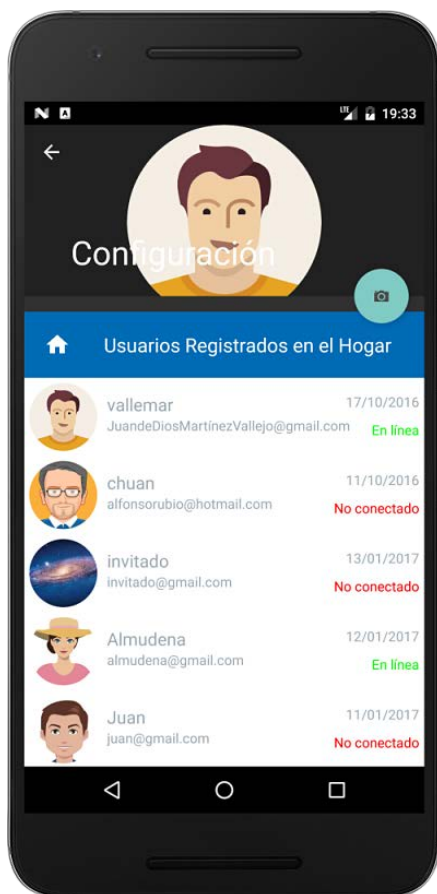 19:33
Configuración
Usuarios Registrados en el Hogar
vallemar 17/10/2016
JuandeDiosMartínezVallejo@gmail.com En línea
chuan 11/10/2016
alfonsorubio@hotmail.com No conectado
invitado 13/01/2017
invitado@gmail.com No conectado
Almudena 12/01/2017
almudena@gmail.com En línea
Juan 11/01/2017
juan@gmail.com No conectado